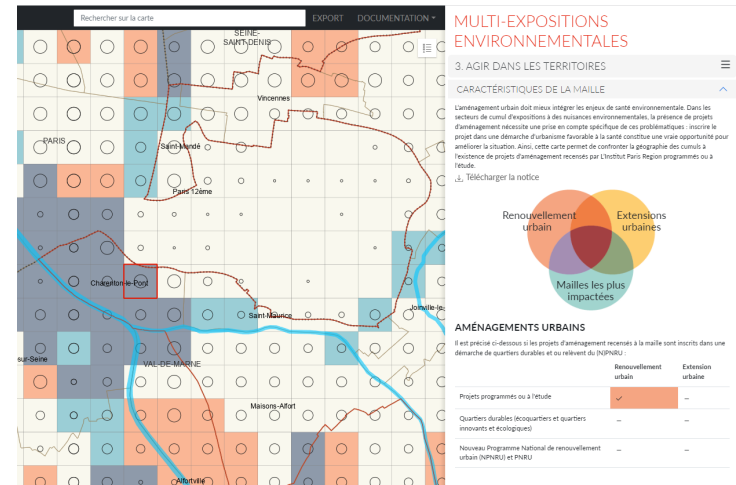 Rechercher sur la carte
EXPORT
DOCUMENTATION
SEINE-
SAINT-DENIS
Vincennes
PARIS
Saint-Mandé
Paris 12ème
Charenton-le-Pont
Saint-Maurice
Joinville-le-
sur-Seine
VAL-DE-MARNE
Maisons-Alfort
Alfortville
MULTI-EXPOSITIONS
ENVIRONNEMENTALES
3. AGIR DANS LES TERRITOIRES
CARACTÉRISTIQUES DE LA MAILLE
L'aménagement urbain doit mieux intégrer les enjeux de santé environnementale. Dans les
secteurs de cumul d'expositions à des nuisances environnementales, la présence de projets
d'aménagement nécessite une prise en compte spécifique de ces problématiques : inscrire le
projet dans une démarche d'urbanisme favorable à la santé constitue une vraie opportunité pour
améliorer la situation. Ainsi, cette carte permet de confronter la géographie des cumuls à
l'existence de projets d'aménagement recensés par L'Institut Paris Region programmés ou à
l'étude.
Télécharger la notice
Renouvellement
urbain
Extensions
urbaines
Mailles les plus
impactées
AMÉNAGEMENTS URBAINS
Il est précisé ci-dessous si les projets d'aménagement recensés à la maille sont inscrits dans une
démarche de quartiers durables et ou relèvent du (N)PNRU :
Renouvellement
urbain
Extension
urbaine
Projets programmés ou à l'étude
✓ –
Quartiers durables (écoquartiers et quartiers
innovants et écologiques)
– –
Nouveau Programme National de renouvellement
urbain (NPNRU) et PNRU
– –